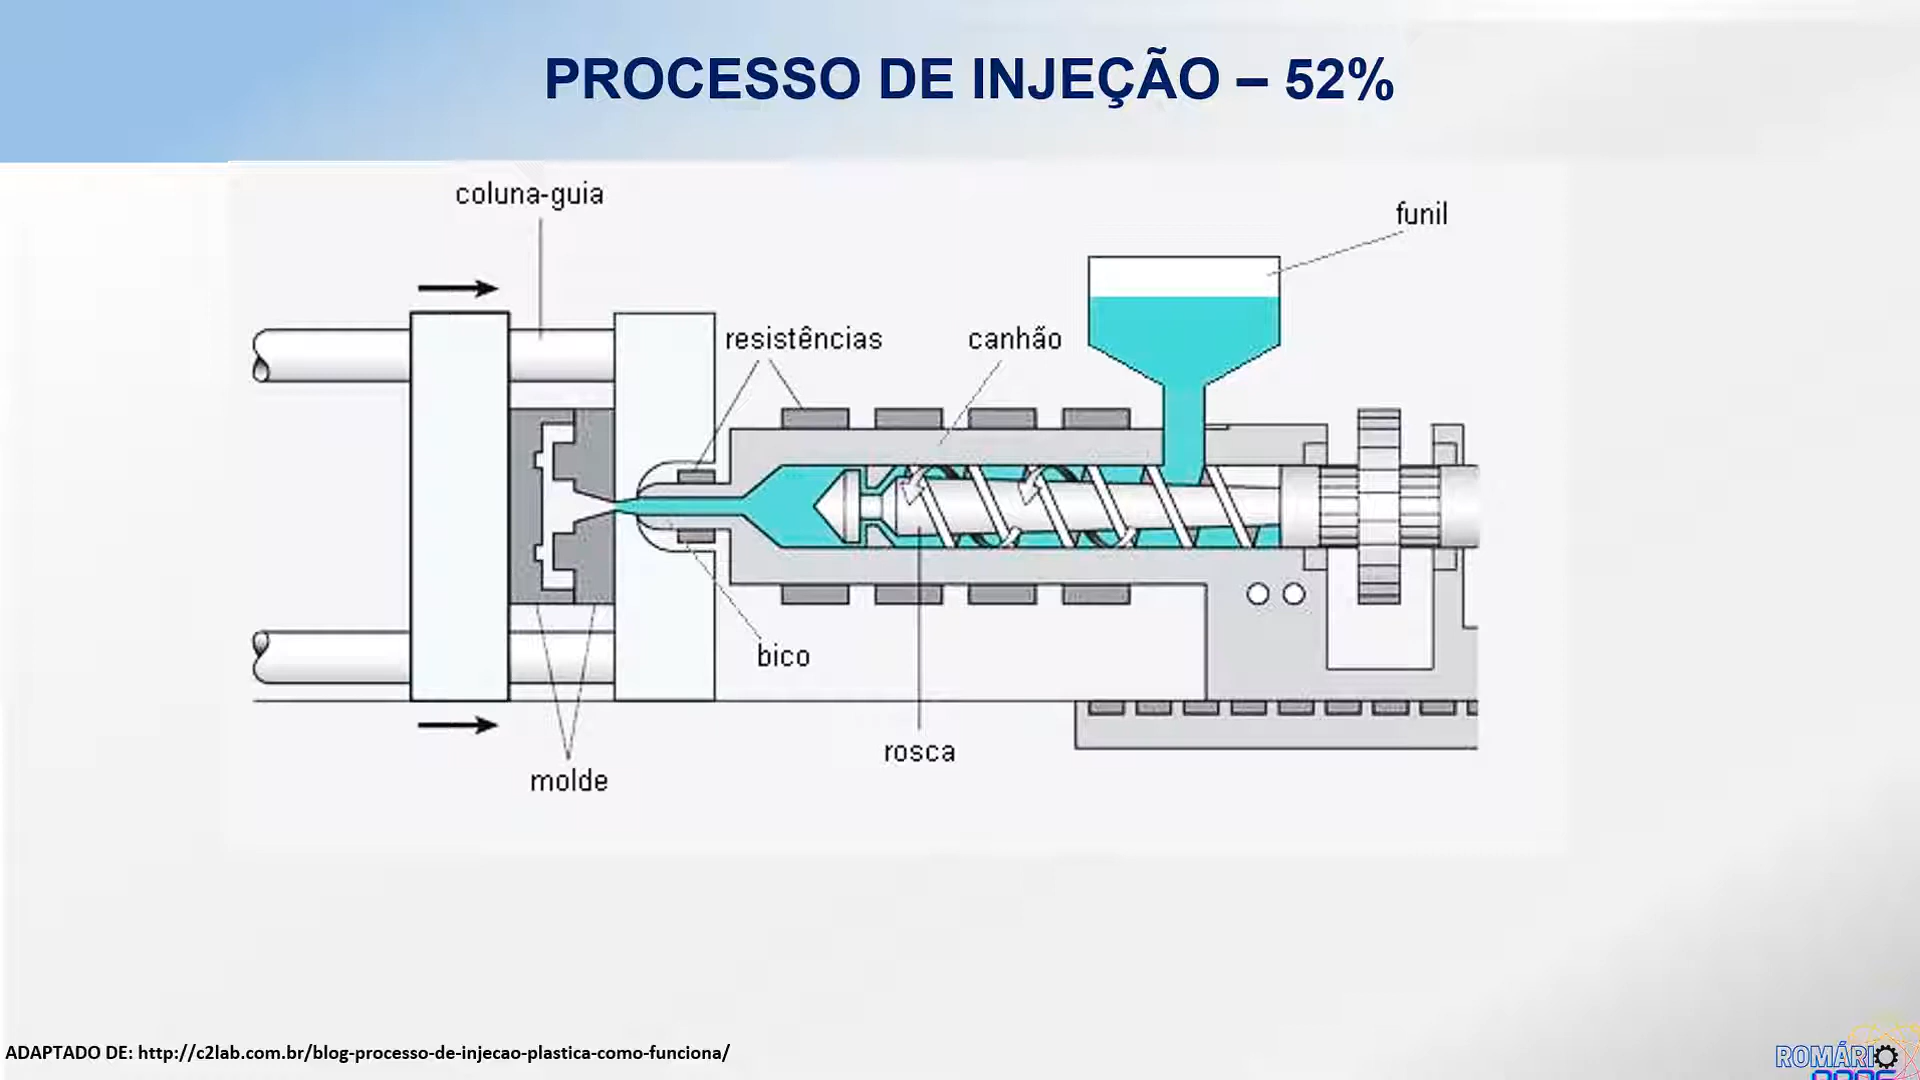 PROCESSO DE INJEÇÃO – 52%
coluna-guia
funil
resistências
canhão
bico
rosca
molde
ADAPTADO DE: http://c2lab.com.br/blog-processo-de-injecao-plastica-como-funciona/
ROMÁRIO